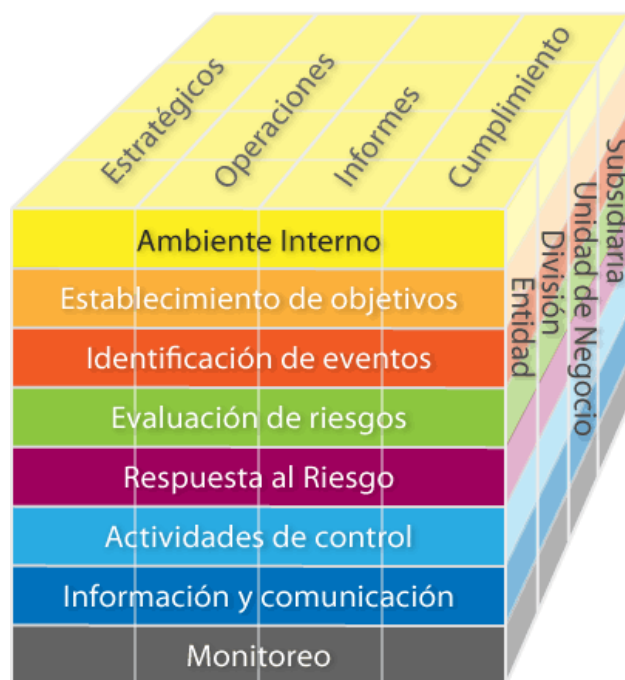 Estratégicos
Operaciones
Informes
Cumplimiento
Ambiente Interno
Establecimiento de objetivos
Identificación de eventos
Evaluación de riesgos
Respuesta al Riesgo
Actividades de control
Información y comunicación
Monitoreo
Entidad
División
Unidad de Negocio
Subsidiaria